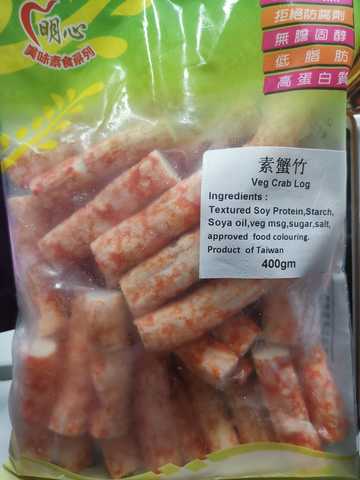 明心
美味素食系列
拒絕防腐劑
無膽固醇
低脂肪
高蛋白質
素蟹竹
Veg Crab Log
Ingredients :
Textured Soy Protein,Starch,
Soya oil,veg msg,sugar,salt,
approved food colouring.
Product of Taiwan
400gm